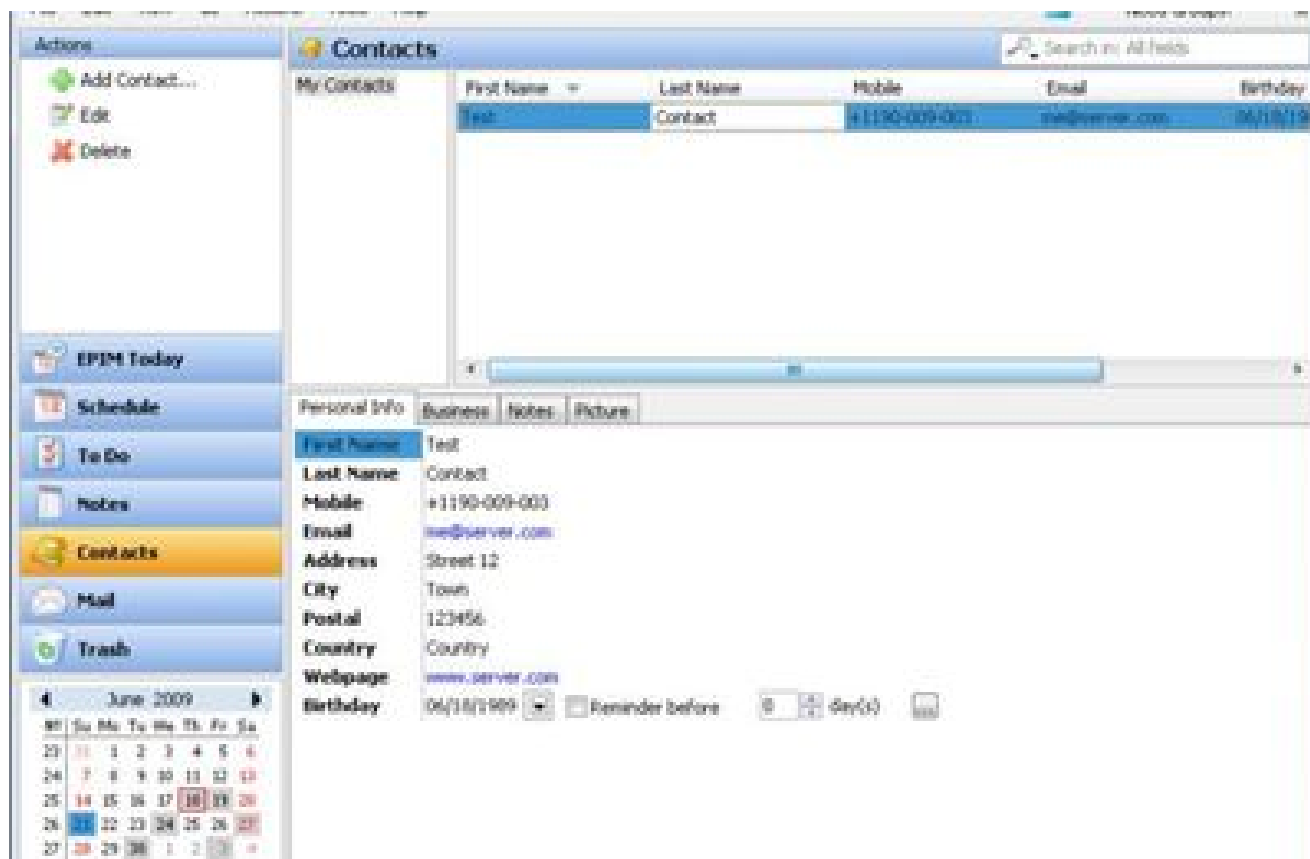 Actions
Add Contact...
Edit
Delete
Contacts
Search in: All fields
My Contacts
First Name Last Name Mobile Email Birthday
Test Contact +1190-009-003 me@server.com
EPIM Today
Schedule
To Do
Notes
Contacts
Mail
Trash
Personal Info Business Notes Picture
First Name Test
Last Name Contact
Mobile +1190-009-003
Email me@server.com
Address Street 12
City Town
Postal 123456
Country Country
Webpage www.server.com
Birthday 06/18/1989 Reminder before 0 day(s) ...
June 2009
Su Mo Tu We Th Fr Sa
23 31 1 2 3 4 5 6
24 7 8 9 10 11 12 13
25 14 15 16 17 18 19 20
26 21 22 23 24 25 26 27
27 28 29 30 1 2 3 4